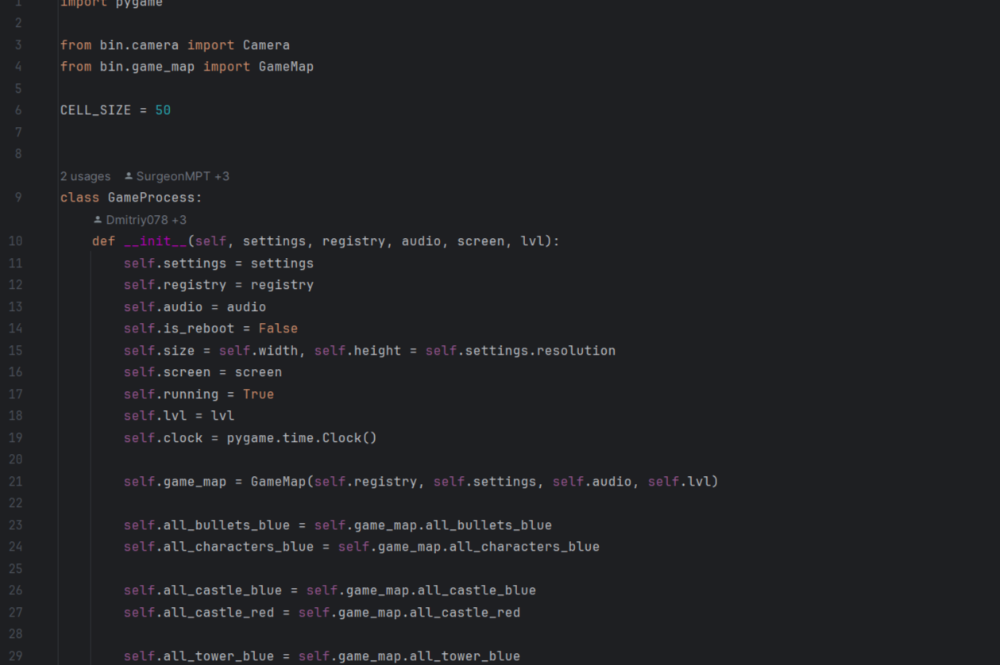 1 import pygame
2
3 from bin.camera import Camera
4 from bin.game_map import GameMap
5
6 CELL_SIZE = 50
7
8
2 usages SurgeonMPT +3
9 class GameProcess:
Dmitriy078 +3
10 def __init__(self, settings, registry, audio, screen, lvl):
11 self.settings = settings
12 self.registry = registry
13 self.audio = audio
14 self.is_reboot = False
15 self.size = self.width, self.height = self.settings.resolution
16 self.screen = screen
17 self.running = True
18 self.lvl = lvl
19 self.clock = pygame.time.Clock()
20
21 self.game_map = GameMap(self.registry, self.settings, self.audio, self.lvl)
22
23 self.all_bullets_blue = self.game_map.all_bullets_blue
24 self.all_characters_blue = self.game_map.all_characters_blue
25
26 self.all_castle_blue = self.game_map.all_castle_blue
27 self.all_castle_red = self.game_map.all_castle_red
28
29 self.all_tower_blue = self.game_map.all_tower_blue